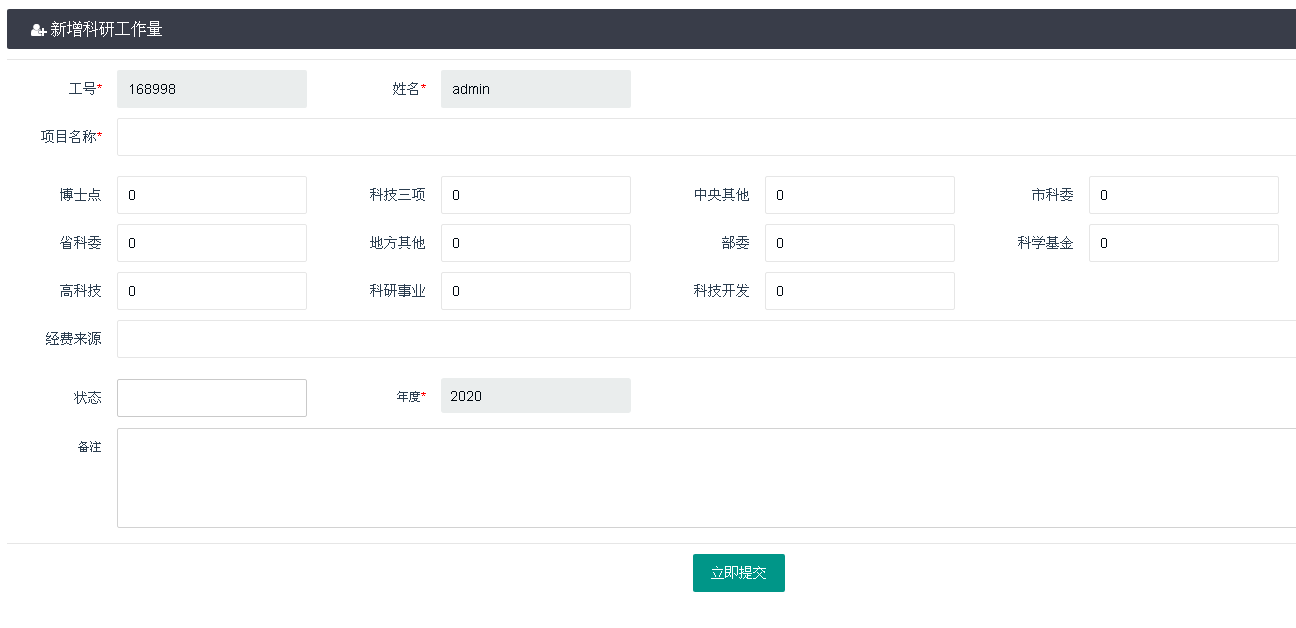 新增科研工作量
工号* 168998 姓名* admin
项目名称*
博士点 0 科技三项 0 中央其他 0 市科委 0
省科委 0 地方其他 0 部委 0 科学基金 0
高科技 0 科研事业 0 科技开发 0
经费来源
状态 年度* 2020
备注
立即提交